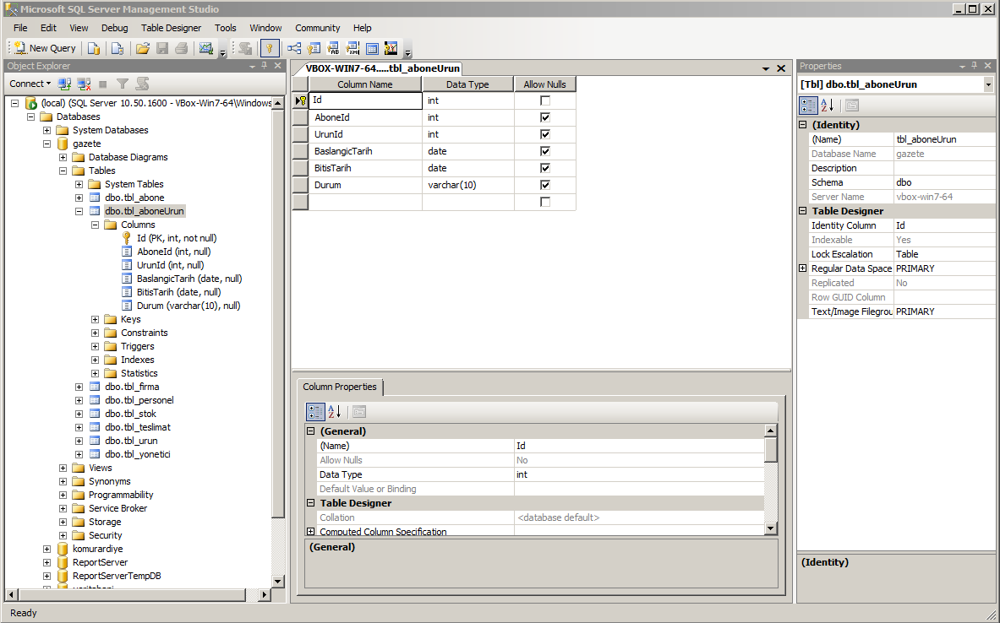 Microsoft SQL Server Management Studio
File Edit View Debug Table Designer Tools Window Community Help
New Query
Object Explorer
Connect
(local) (SQL Server 10.50.1600 - VBox-Win7-64\Windows
Databases
System Databases
gazete
Database Diagrams
Tables
System Tables
dbo.tbl_abone
dbo.tbl_aboneUrun
Columns
Id (PK, int, not null)
AboneId (int, null)
UrunId (int, null)
BaslangicTarih (date, null)
BitisTarih (date, null)
Durum (varchar(10), null)
Keys
Constraints
Triggers
Indexes
Statistics
dbo.tbl_firma
dbo.tbl_personel
dbo.tbl_stok
dbo.tbl_teslimat
dbo.tbl_urun
dbo.tbl_yonetici
Views
Synonyms
Programmability
Service Broker
Storage
Security
komurardiye
ReportServer
ReportServerTempDB
VBOX-WIN7-64.....tbl_aboneUrun
Column Name Data Type Allow Nulls
Id int
AboneId int
UrunId int
BaslangicTarih date
BitisTarih date
Durum varchar(10)
Column Properties
(General)
(Name) Id
Allow Nulls No
Data Type int
Default Value or Binding
Table Designer
Collation <database default>
Computed Column Specification
(General)
Properties
[Tbl] dbo.tbl_aboneUrun
(Identity)
(Name) tbl_aboneUrun
Database Name gazete
Description
Schema dbo
Server Name vbox-win7-64
Table Designer
Identity Column Id
Indexable Yes
Lock Escalation Table
Regular Data Space PRIMARY
Replicated No
Row GUID Column
Text/Image Filegrou PRIMARY
(Identity)
Ready